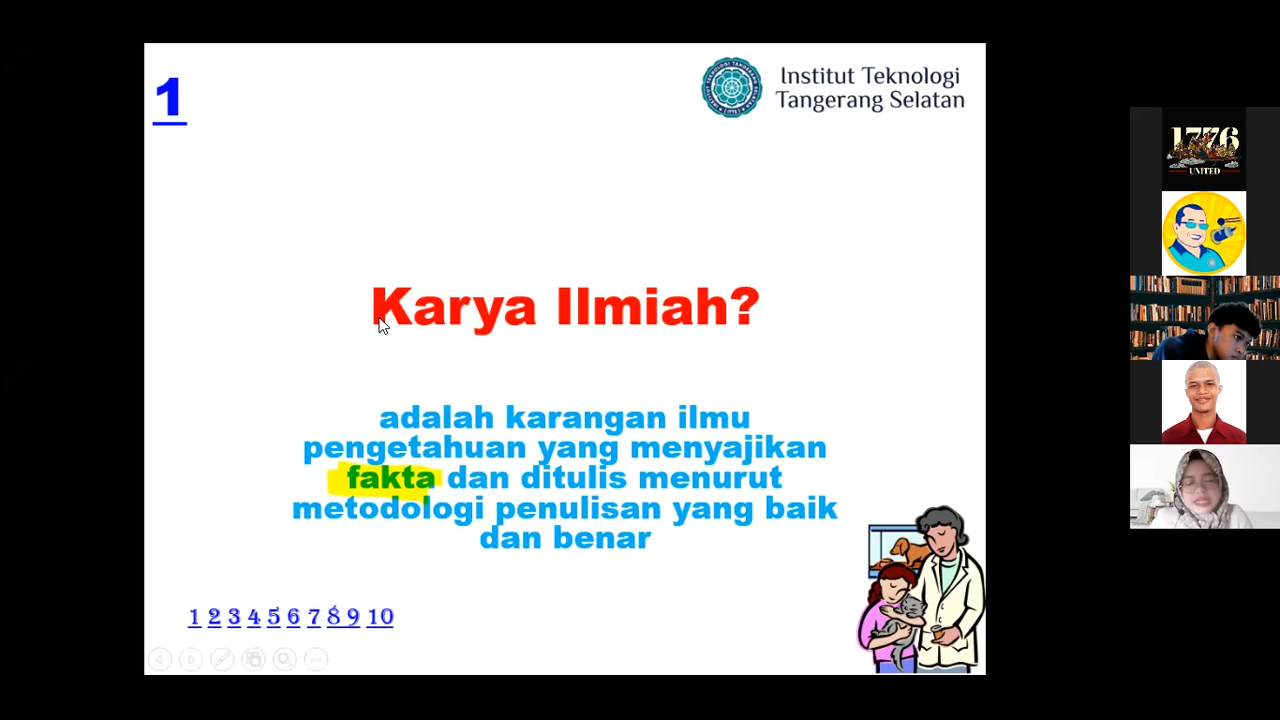 1
Institut Teknologi
Tangerang Selatan
Karya Ilmiah?
adalah karangan ilmu
pengetahuan yang menyajikan
fakta dan ditulis menurut
metodologi penulisan yang baik
dan benar
1 2 3 4 5 6 7 8 9 10
1776
UNITED